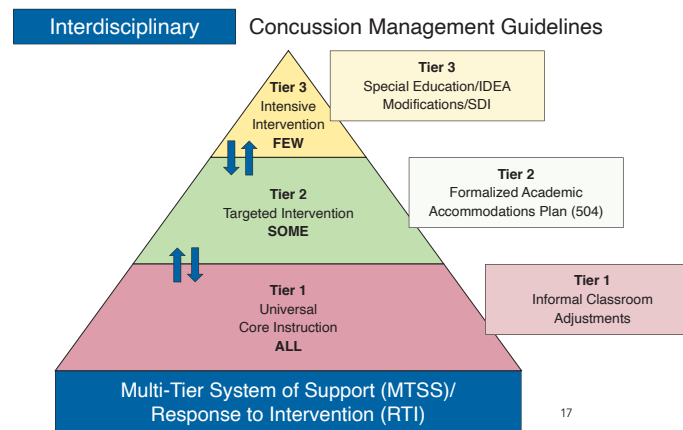 Interdisciplinary
Concussion Management Guidelines
Tier 3
Intensive
Intervention
FEW
Tier 3
Special Education/IDEA
Modifications/SDI
Tier 2
Targeted Intervention
SOME
Tier 2
Formalized Academic
Accommodations Plan (504)
Tier 1
Universal
Core Instruction
ALL
Tier 1
Informal Classroom
Adjustments
Multi-Tier System of Support (MTSS)/
Response to Intervention (RTI)
17